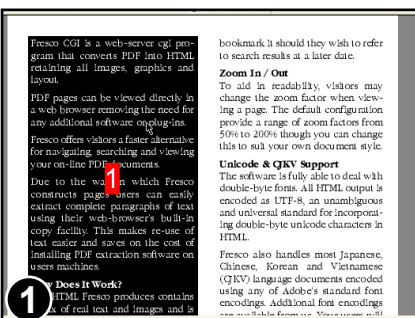 Fresco CGI is a web-server cgi pro-
gram that converts PDF into HTML
retaining all images, graphics and
layout.
PDF pages can be viewed directly in
a web browser removing the need for
any additional software or plug-ins.
Fresco offers visitors a faster alternative
for navigating, searching and viewing
your on-line PDF documents.
Due to the way in which Fresco
constructs pages users can easily
extract complete paragraphs of text
using their web-browser's built-in
copy facility. This makes re-use of
text easier and saves on the cost of
installing PDF extraction software on
users machines.
Does It Work?
HTML Fresco produces contains
of real text and images and is
1
1
bookmark it should they wish to refer
to search results at a later date.
Zoom In / Out
To aid in readability, visitors may
change the zoom factor when view-
ing a page. The default configuration
provide a range of zoom factors from
50% to 200% though you can change
this to suit your own document style.
Unicode & CJKV Support
The software is fully able to deal with
double-byte fonts. All HTML output is
encoded as UTF-8, an unambiguous
and universal standard for incorporat-
ing double-byte unicode characters in
HTML.
Fresco also handles most Japanese,
Chinese, Korean and Vietnamese
(CJKV) language documents encoded
using any of Adobe's standard font
encodings. Additional font encodings
are available from us. Your users will